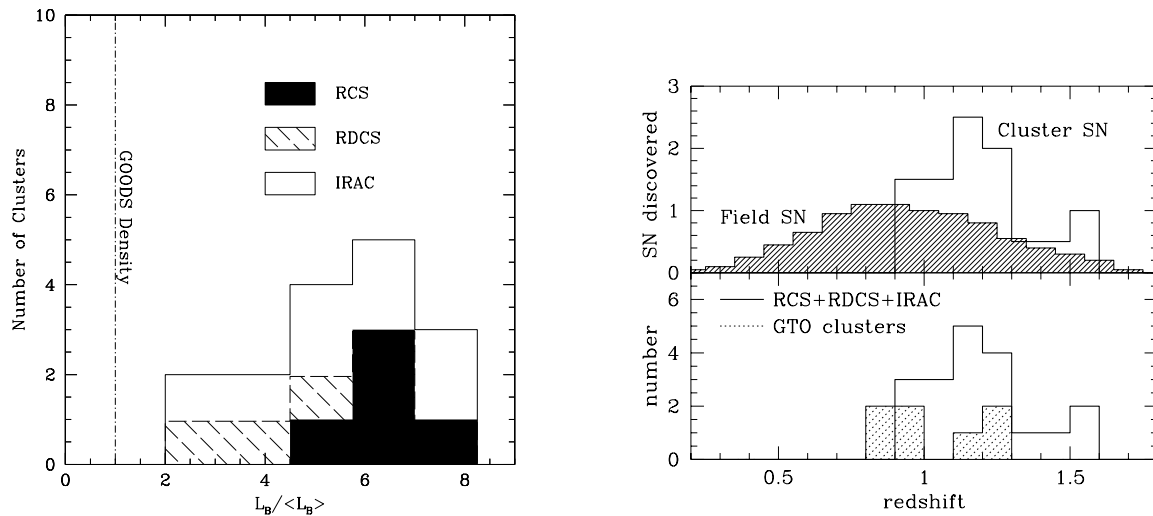 10
8
6
4
2
0
Number of Clusters
GOODS Density
RCS
RDCS
IRAC
0 2 4 6 8
L_B/<L_B>
3
2
1
0
SN discovered
Cluster SN
Field SN
6
4
2
0
number
RCS+RDCS+IRAC
GTO clusters
0.5 1 1.5
redshift